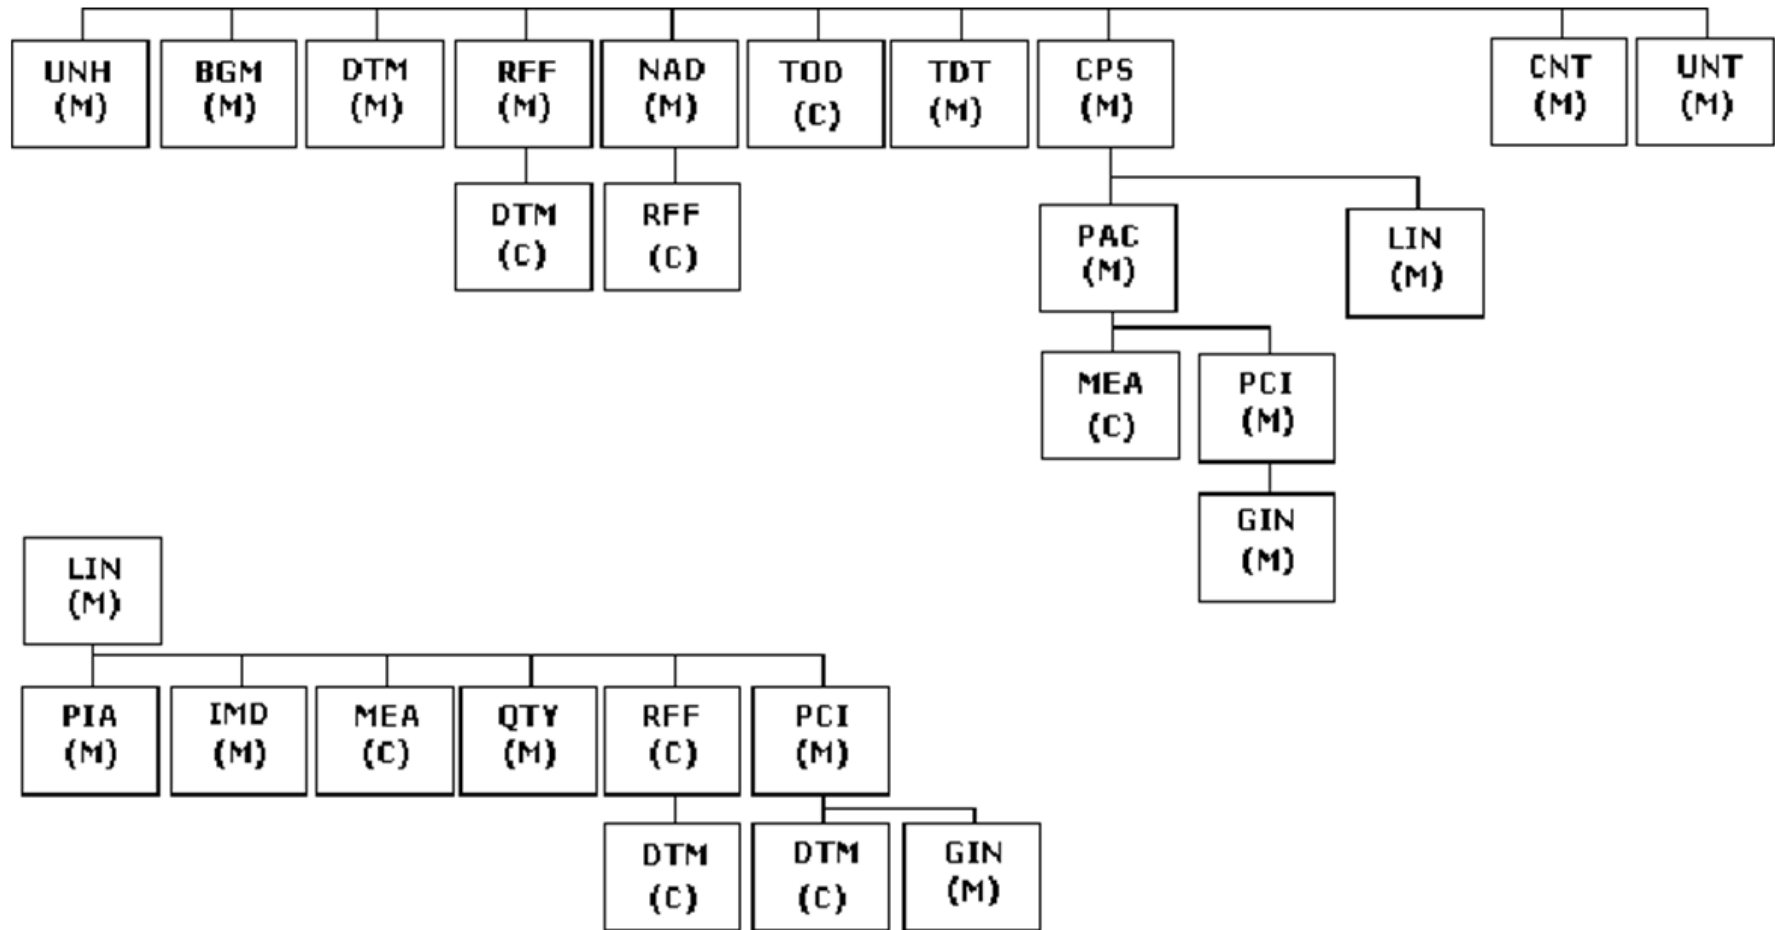 UNH
(M)
BGM
(M)
DTM
(M)
RFF
(M)
NAD
(M)
TOD
(C)
TDT
(M)
CPS
(M)
CNT
(M)
UNT
(M)
DTM
(C)
RFF
(C)
PAC
(M)
LIN
(M)
MEA
(C)
PCI
(M)
GIN
(M)
LIN
(M)
PIA
(M)
IMD
(M)
MEA
(C)
QTY
(M)
RFF
(C)
PCI
(M)
DTM
(C)
DTM
(C)
GIN
(M)